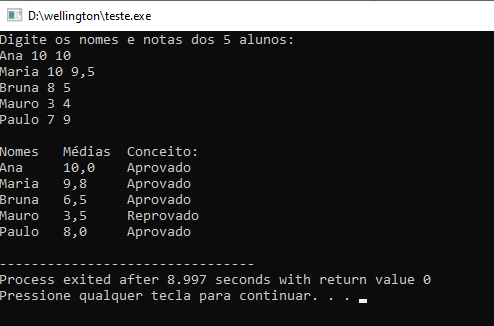 D:\wellington\teste.exe
Digite os nomes e notas dos 5 alunos:
Ana 10 10
Maria 10 9,5
Bruna 8 5
Mauro 3 4
Paulo 7 9
Nomes   Médias  Conceito:
Ana     10,0    Aprovado
Maria   9,8     Aprovado
Bruna   6,5     Aprovado
Mauro   3,5     Reprovado
Paulo   8,0     Aprovado
--------------------------------
Process exited after 8.997 seconds with return value 0
Pressione qualquer tecla para continuar. . .